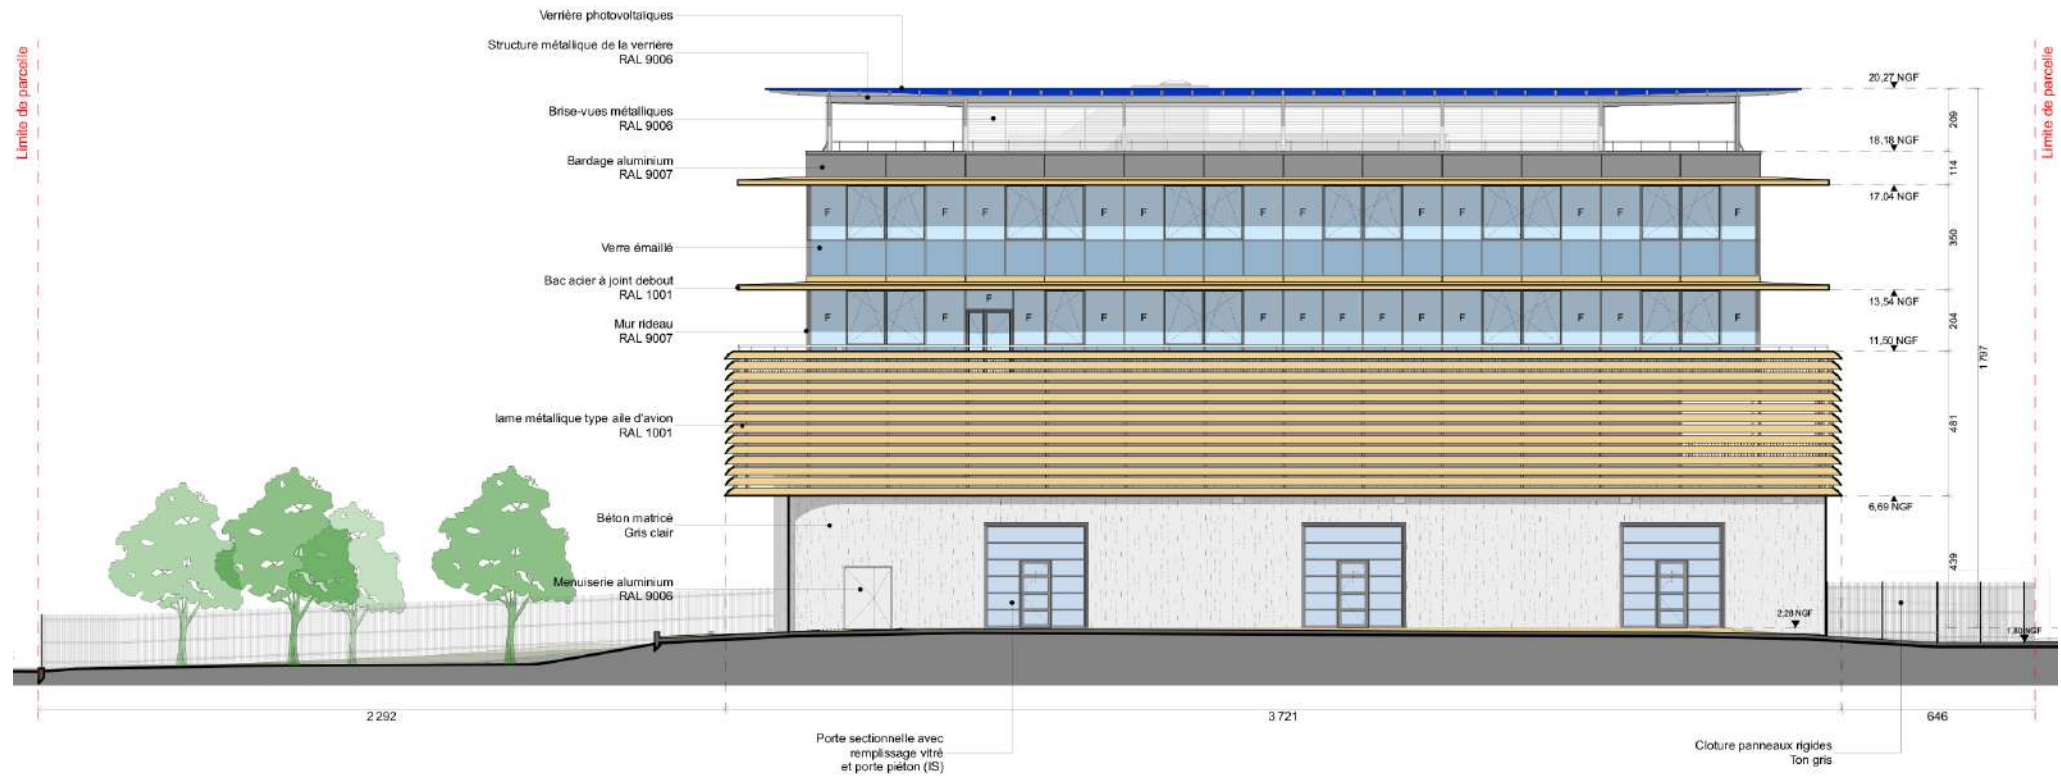 Verrière photovoltaïques
Structure métallique de la verrière
RAL 9006
Brise-vues métalliques
RAL 9006
Bardage aluminium
RAL 9007
Verre émaillé
Bac acier à joint debout
RAL 1001
Mur rideau
RAL 9007
lame métallique type aile d'avion
RAL 1001
Béton matricé
Gris clair
Menuiserie aluminium
RAL 9006
Limite de parcelle
Limite de parcelle
20,27 NGF
209
18,18 NGF
114
17,04 NGF
350
13,54 NGF
204
11,50 NGF
1 797
481
6,69 NGF
439
2,28 NGF
F F F F F F F F F F F F
F
F F F F F F F F F F F F F F
2 292
3 721
646
Porte sectionnelle avec
remplissage vitré
et porte piéton (IS)
Cloture panneaux rigides
Ton gris